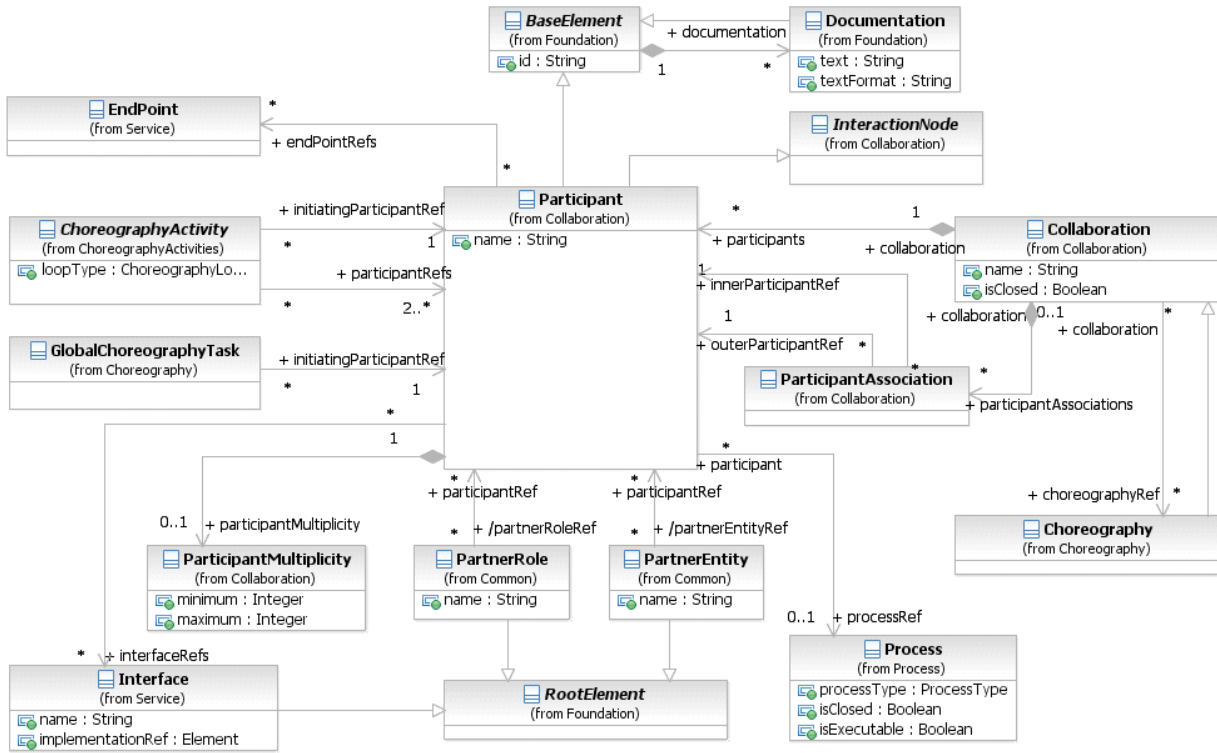 BaseElement
(from Foundation)
id : String
+ documentation
1
*
Documentation
(from Foundation)
text : String
textFormat : String
EndPoint
(from Service)
*
+ endPointRefs
*
InteractionNode
(from Collaboration)
Participant
(from Collaboration)
name : String
ChoreographyActivity
(from ChoreographyActivities)
loopType : ChoreographyLo...
+ initiatingParticipantRef
*
1
+ participantRefs
*
2..*
*
+ participants
1
+ collaboration
Collaboration
(from Collaboration)
name : String
isClosed : Boolean
1
+ innerParticipantRef
1
+ outerParticipantRef
*
*
+ collaboration
0..1
*
+ collaboration
GlobalChoreographyTask
(from Choreography)
+ initiatingParticipantRef
*
1
ParticipantAssociation
(from Collaboration)
*
+ participantAssociations
*
1
*
+ participant
*
+ participantRef
*
+ participantRef
+ choreographyRef
*
0..1
+ participantMultiplicity
*
+ /partnerRoleRef
*
+ /partnerEntityRef
Choreography
(from Choreography)
ParticipantMultiplicity
(from Collaboration)
minimum : Integer
maximum : Integer
PartnerRole
(from Common)
name : String
PartnerEntity
(from Common)
name : String
0..1
+ processRef
*
+ interfaceRefs
Interface
(from Service)
name : String
implementationRef : Element
RootElement
(from Foundation)
Process
(from Process)
processType : ProcessType
isClosed : Boolean
isExecutable : Boolean